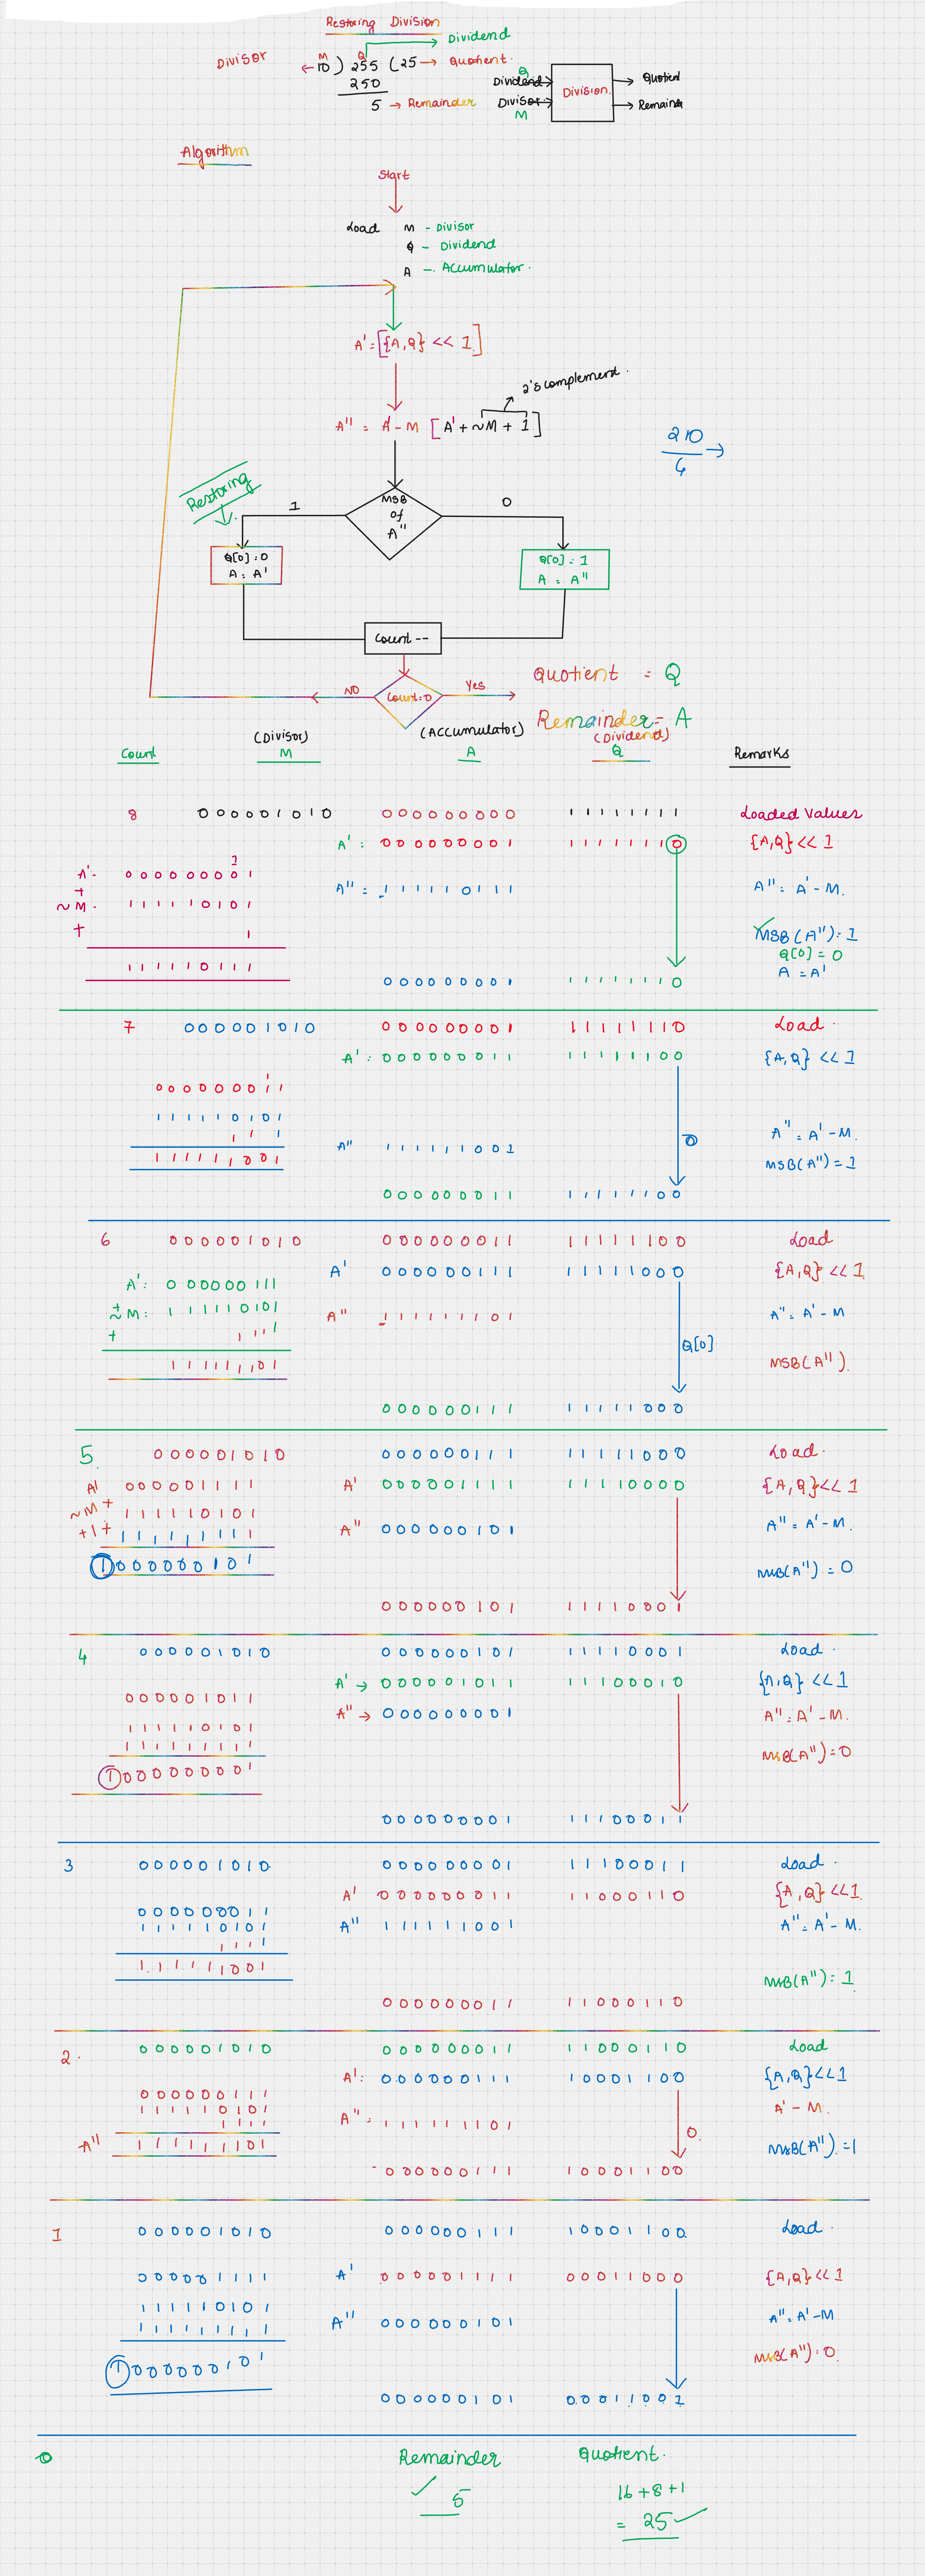 Restoring Division
Dividend
Divisor ← M 10 ) Q 255 ( 25 → Quotient
250
5 → Remainder
Q
Dividend Division. Quotient
Divisor Remainder
M
Algorithm
Start
Load M - Divisor
Q - Dividend
A - Accumulator.
A' = [{A,Q} << 1]
2's complement.
A'' = A' - M [A' + ~M + 1]
210
6 →
Restoring
1 MSB of A'' 0
Q[0] = 0
A = A'
Q[0] = 1
A = A''
Count --
NO Count=0 Yes
Quotient = Q
Remainder = A
Count (Divisor) M (Accumulator) A (Dividend) Q Remarks
8 000001010 000000000 11111111 Loaded Values
A': 000000001 11111110 {A,Q} << 1
1
A'. 000000001
+
~M. 111110101
+ 1
111110111
A'' = 111110111 A'' = A' - M.
MSB(A'') = 1
Q[0] = 0
A = A'
000000001 11111110
7 000001010 000000001 11111110 Load.
A': 000000011 11111100 {A,Q} << 1
000000011
111110101
111
111111001
A'' 111111001 0 A'' = A' - M.
MSB(A'') = 1
000000011 11111100
6 000001010 000000011 11111100 Load
A' 000000111 11111000 {A,Q} << 1
A': 000000111
+
~M: 111110101
+ 111
111111101
A'' 111111101 Q[0] A'' = A' - M
MSB(A'').
000000111 11111000
5. 000001010 000000111 11111000 Load.
A' 000001111 A' 000001111 11110000 {A,Q} << 1
~M + 111110101
+1+ 111111111
1000000101
A'' 000000101 A'' = A' - M.
MSB(A'') = 0
000000101 11110001
4 000001010 000000101 11110001 Load.
A' → 000001011 11100010 {A,Q} << 1
000001011
111110101
111111111
1000000001
A'' → 000000001 A'' = A' - M.
MSB(A'') = 0
000000001 11100011
3 000001010 000000001 11100011 Load.
A' 000000011 11000110 {A,Q} << 1
000000011
111110101
1111
111111001
A'' 111111001 A'' = A' - M.
MSB(A'') = 1
000000011 11000110
2. 000001010 000000011 11000110 Load
A': 000000111 10001100 {A,Q} << 1
000000111
111110101
1111
A'' 111111101
A'' = 111111101 0. A' - M.
MSB(A'') = 1
000000111 10001100
1 000001010 000000111 10001100 Load.
000001111 A' 000001111 00011000 {A,Q} << 1
111110101
111111111
1000000101
A'' 000000101 A'' = A' - M
MSB(A'') = 0.
000000101 00011001
0 Remainder Quotient.
✓ 5
16 + 8 + 1
= 25 ✓